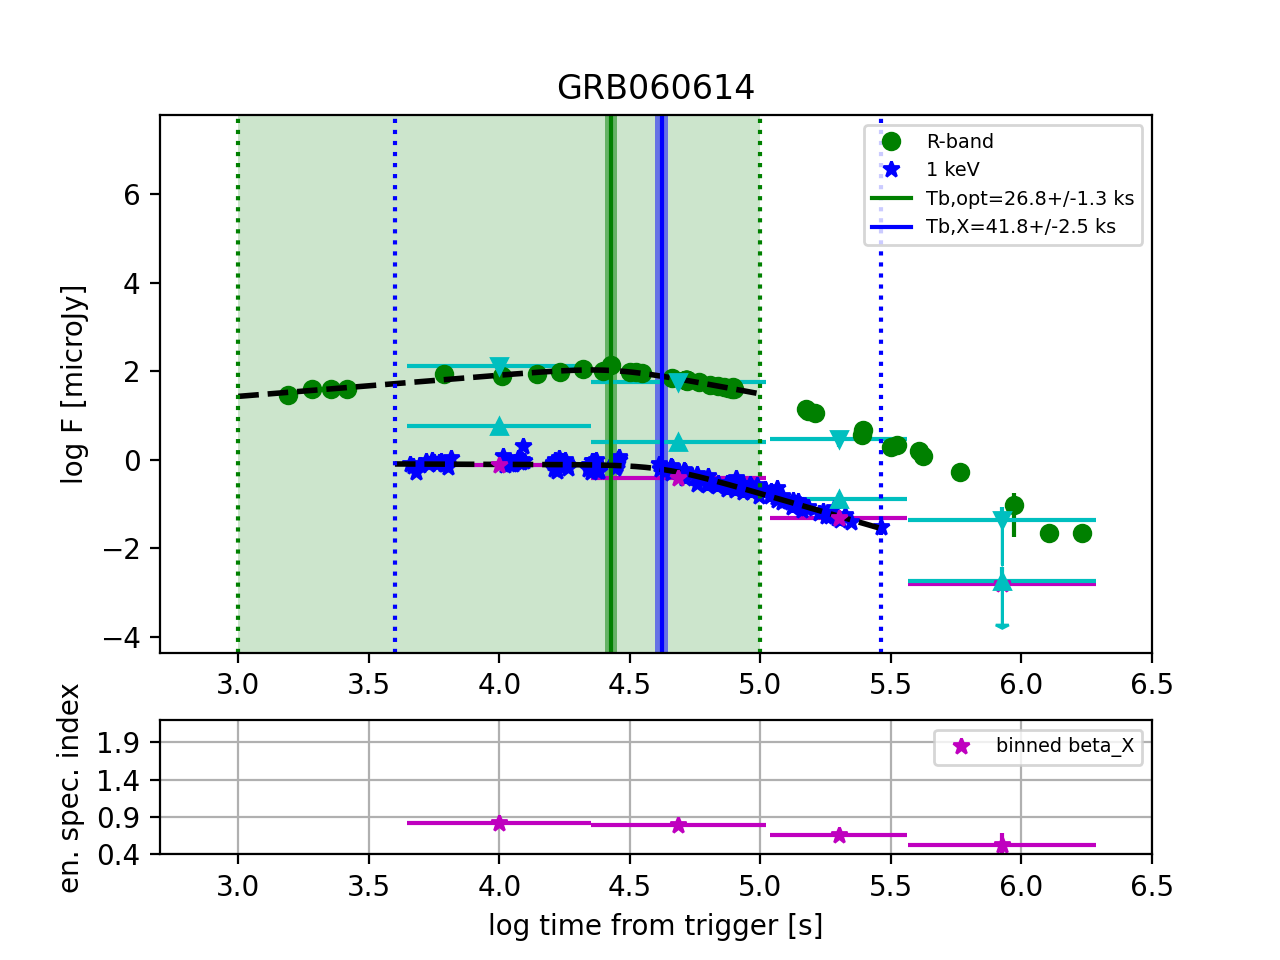 GRB060614
log F [microJy]
6
4
2
0
−2
−4
R-band
1 keV
Tb,opt=26.8+/-1.3 ks
Tb,X=41.8+/-2.5 ks
3.0 3.5 4.0 4.5 5.0 5.5 6.0 6.5
en. spec. index
1.9
1.4
0.9
0.4
binned beta_X
3.0 3.5 4.0 4.5 5.0 5.5 6.0 6.5
log time from trigger [s]